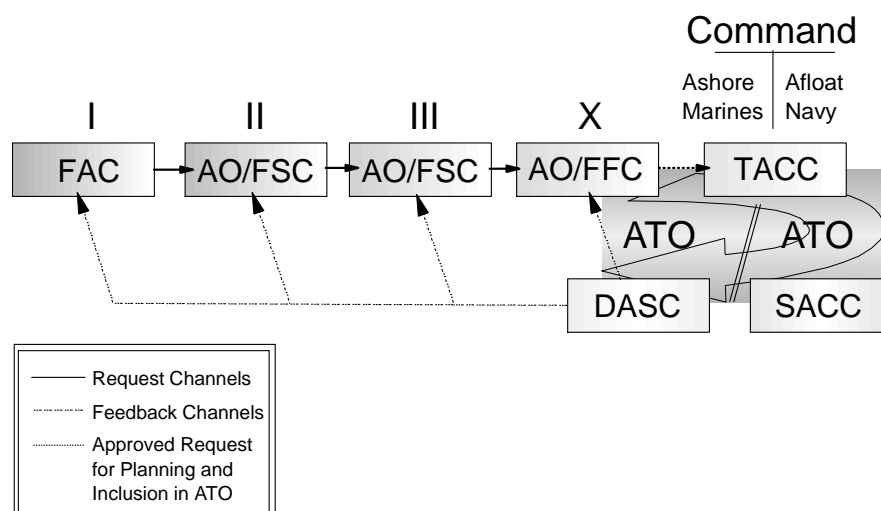 Command
Ashore
Marines
Afloat
Navy
I
II
III
X
FAC
AO/FSC
AO/FSC
AO/FFC
TACC
ATO
ATO
DASC
SACC
Request Channels
Feedback Channels
Approved Request
for Planning and
Inclusion in ATO